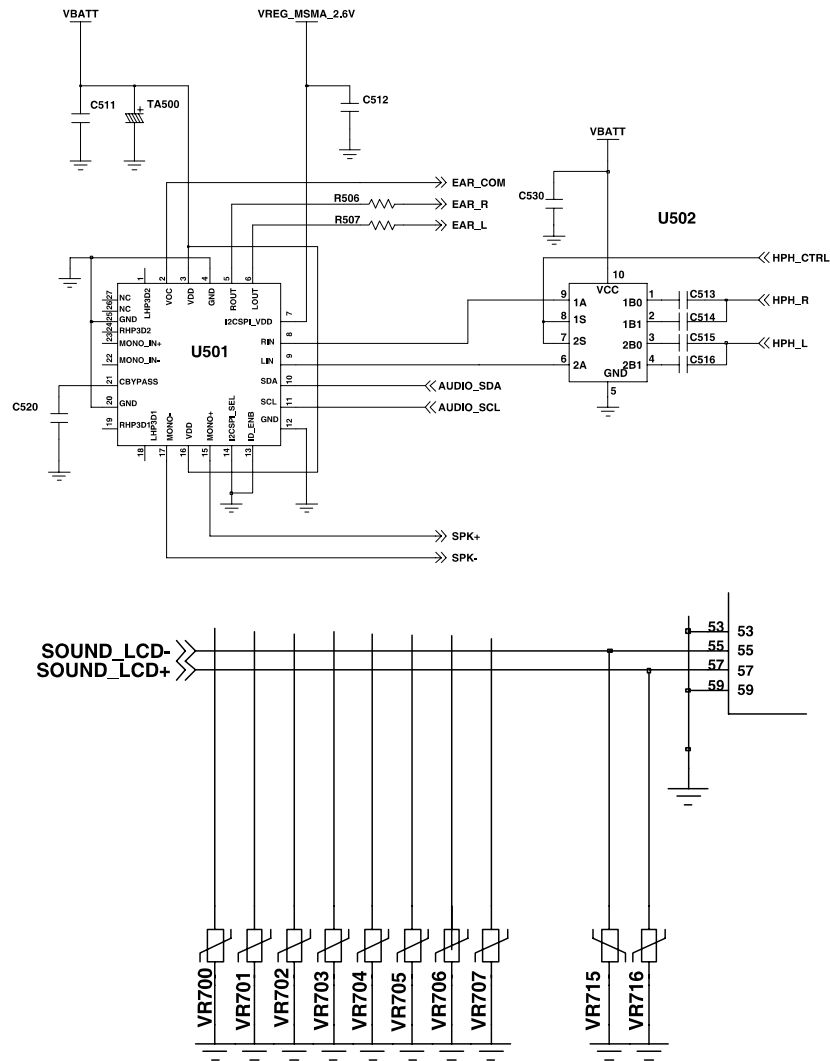 VBATT
VREG_MSMA_2.6V
C511
TA500
+
C512
VBATT
EAR_COM
R506
EAR_R
R507
EAR_L
C530
U502
HPH_CTRL
1
2
3
4
5
6
LHP3D2
VOC
VDD
GND
ROUT
LOUT
27
NC
26
NC
25
GND
24
RHP3D2
23
MONO_IN+
22
MONO_IN-
21
CBYPASS
20
GND
19
RHP3D1
U501
I2CSPI_VDD
7
RIN
8
LIN
9
SDA
10
SCL
11
GND
12
LHP3D1
MONO-
VDD
MONO+
I2CSPI_SEL
ID_ENB
18
17
16
15
14
13
C520
AUDIO_SDA
AUDIO_SCL
10
VCC
9
1A
8
1S
7
2S
6
2A
1B0
1
1B1
2
2B0
3
2B1
4
GND
5
C513
C514
C515
C516
HPH_R
HPH_L
SPK+
SPK-
SOUND_LCD-
SOUND_LCD+
53 53
55 55
57 57
59 59
VR700
VR701
VR702
VR703
VR704
VR705
VR706
VR707
VR715
VR716